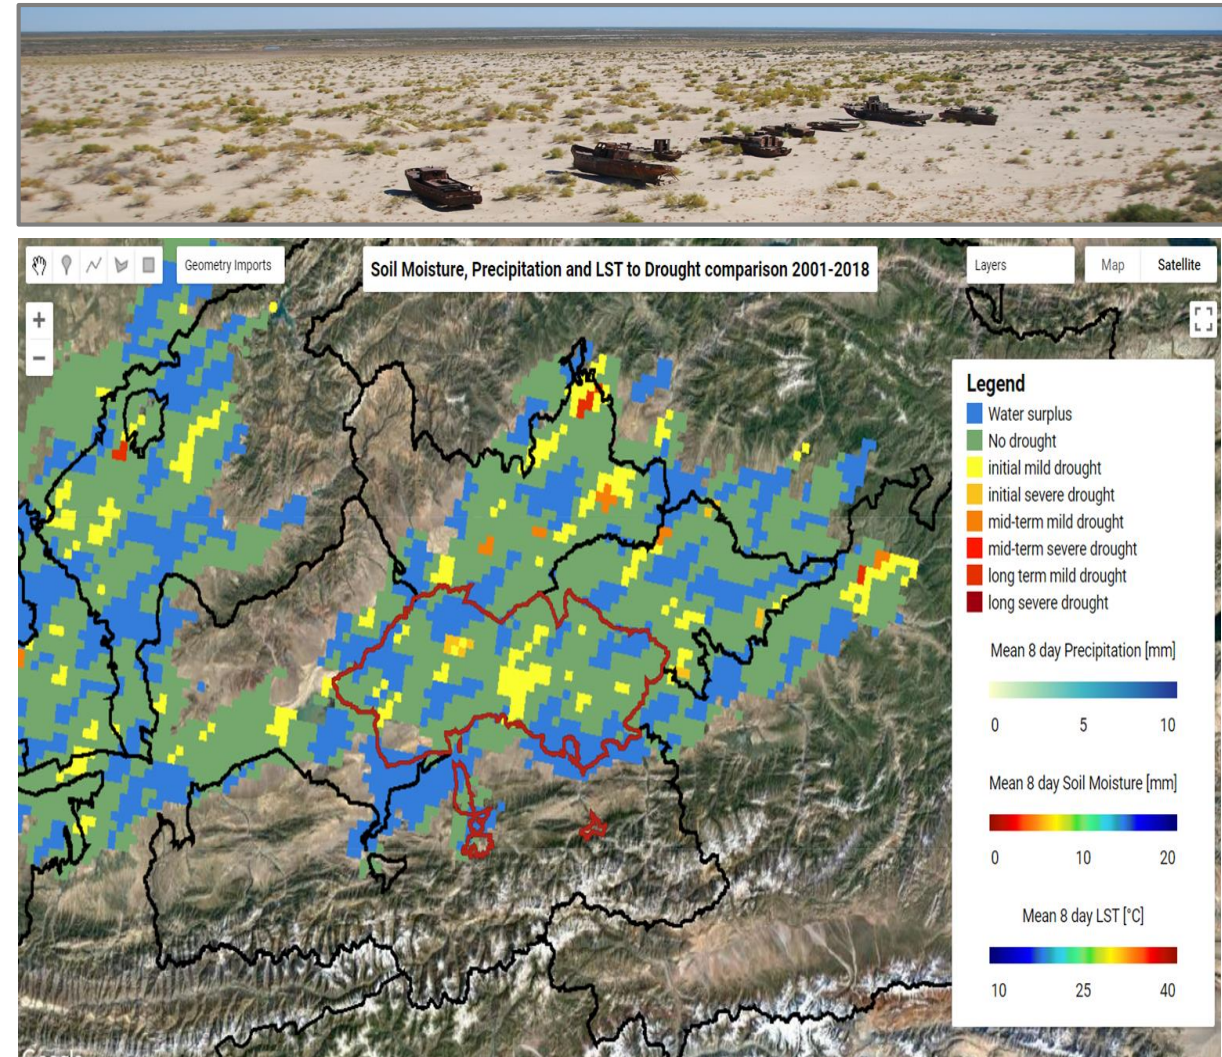 Geometry Imports
Soil Moisture, Precipitation and LST to Drought comparison 2001-2018
Layers
Map
Satellite
+
−
Legend
Water surplus
No drought
initial mild drought
initial severe drought
mid-term mild drought
mid-term severe drought
long term mild drought
long severe drought
Mean 8 day Precipitation [mm]
0 5 10
Mean 8 day Soil Moisture [mm]
0 10 20
Mean 8 day LST [°C]
10 25 40